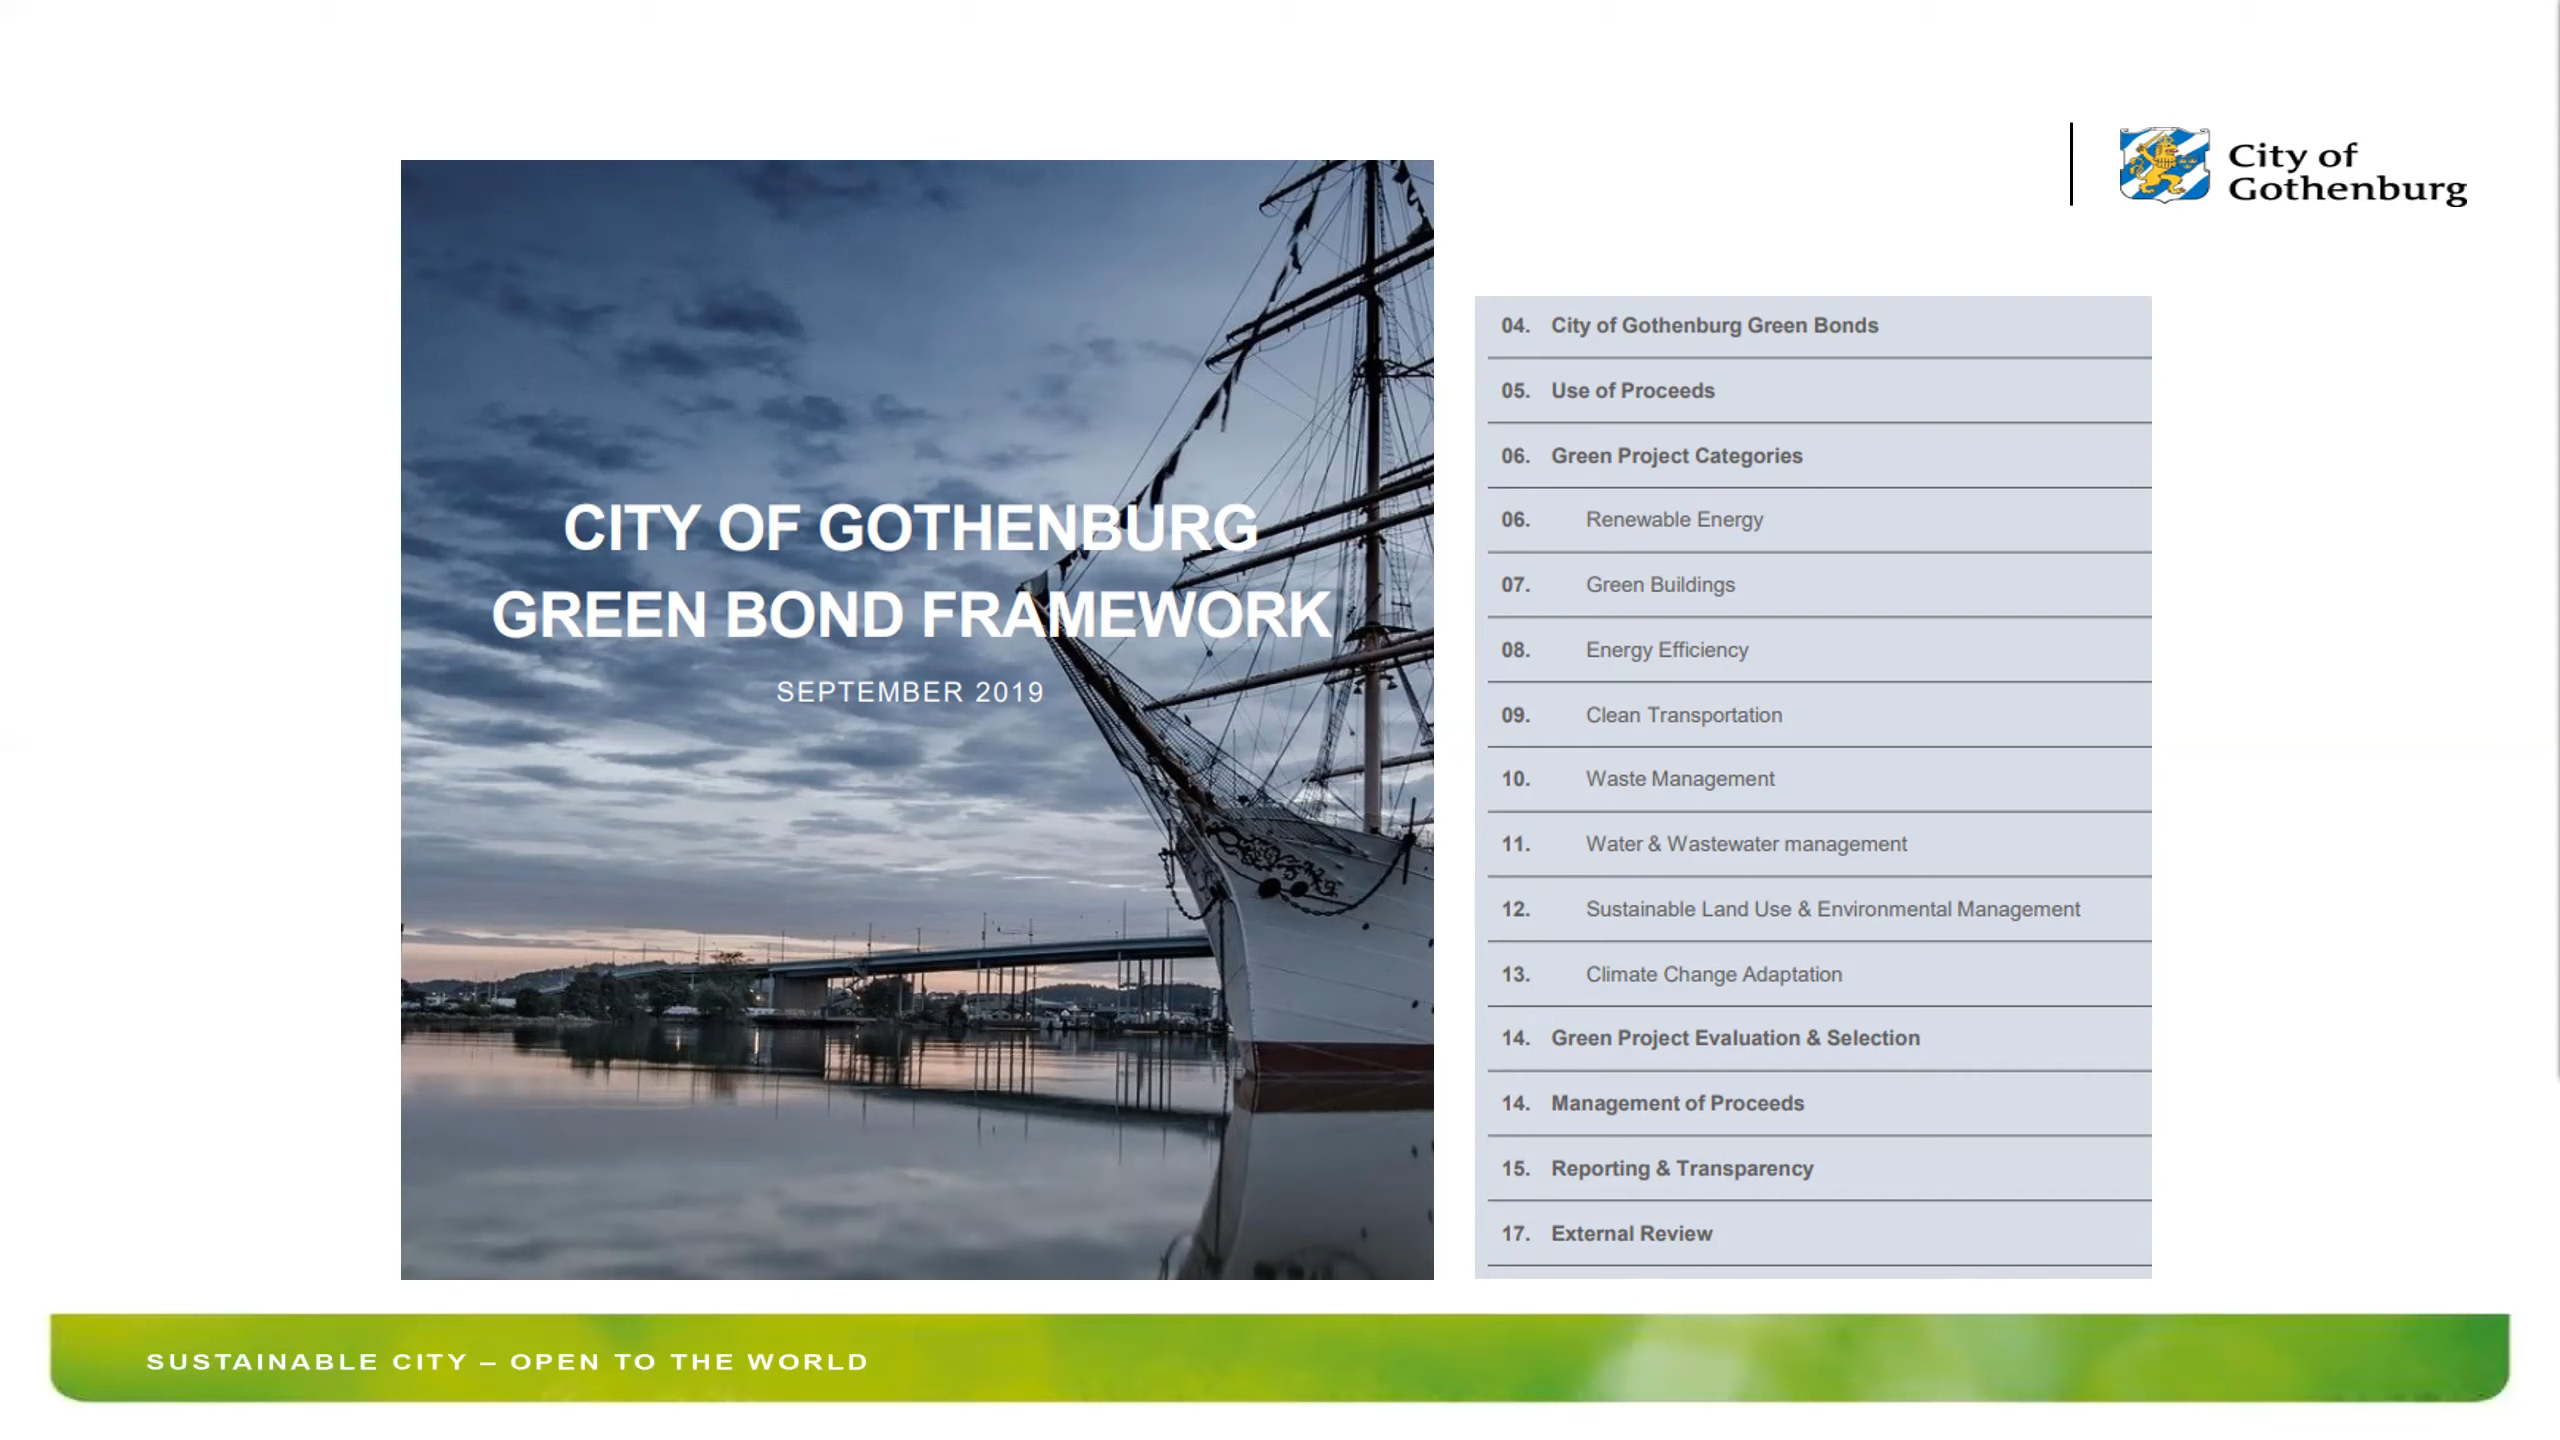 City of
Gothenburg
CITY OF GOTHENBURG
GREEN BOND FRAMEWORK
SEPTEMBER 2019
04. City of Gothenburg Green Bonds
05. Use of Proceeds
06. Green Project Categories
06. Renewable Energy
07. Green Buildings
08. Energy Efficiency
09. Clean Transportation
10. Waste Management
11. Water & Wastewater management
12. Sustainable Land Use & Environmental Management
13. Climate Change Adaptation
14. Green Project Evaluation & Selection
14. Management of Proceeds
15. Reporting & Transparency
17. External Review
SUSTAINABLE CITY – OPEN TO THE WORLD